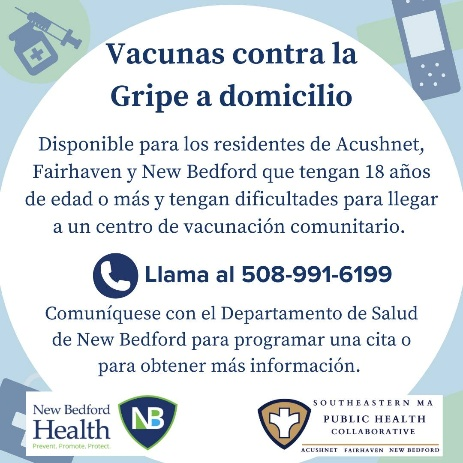 Vacunas contra la
Gripe a domicilio
Disponible para los residentes de Acushnet,
Fairhaven y New Bedford que tengan 18 años
de edad o más y tengan dificultades para llegar
a un centro de vacunación comunitario.
Llama al 508-991-6199
Comuníquese con el Departamento de Salud
de New Bedford para programar una cita o
para obtener más información.
New Bedford
Health
Prevent. Promote. Protect.
NB
SOUTHEASTERN MA
PUBLIC HEALTH
COLLABORATIVE
ACUSHNET FAIRHAVEN NEW BEDFORD